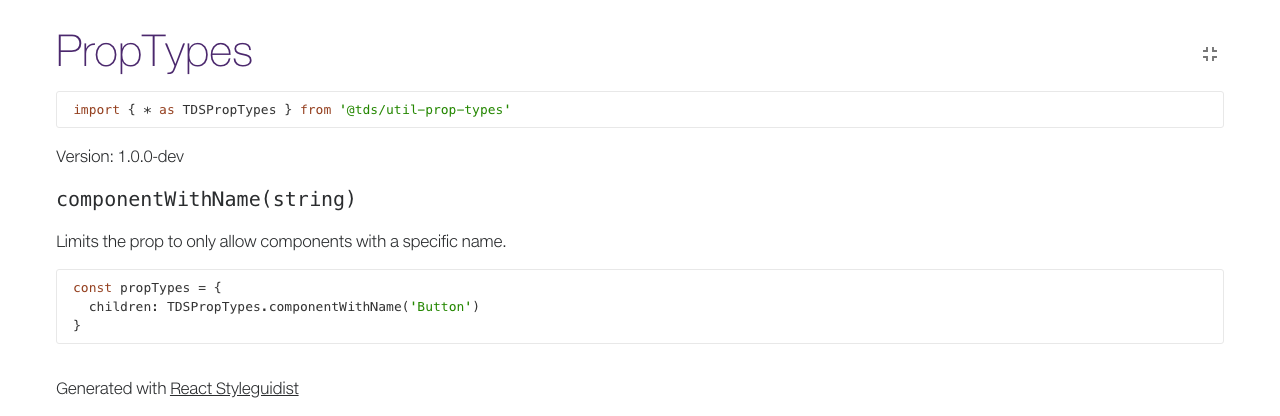 PropTypes
import { * as TDSPropTypes } from '@tds/util-prop-types'
Version: 1.0.0-dev
componentWithName(string)
Limits the prop to only allow components with a specific name.
const propTypes = {
  children: TDSPropTypes.componentWithName('Button')
}
Generated with React Styleguidist